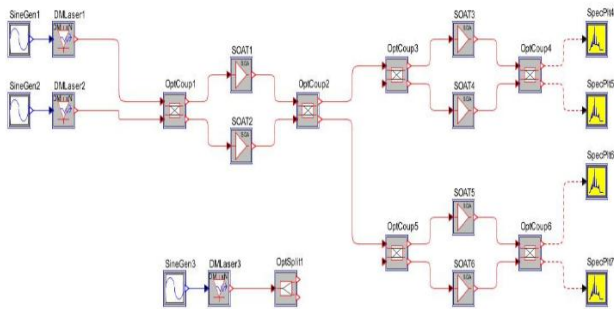 SineGen1 DMLaser1
SOAT1
OptCoup1 OptCoup2
SineGen2 DMLaser2
SOAT2
SOAT3
OptCoup3 OptCoup4
SOAT4
SpecPlt4
SpecPlt5
SpecPlt6
SOAT5
OptCoup5 OptCoup6
SOAT6
SpecPlt7
SineGen3 DMLaser3 OptSplit1